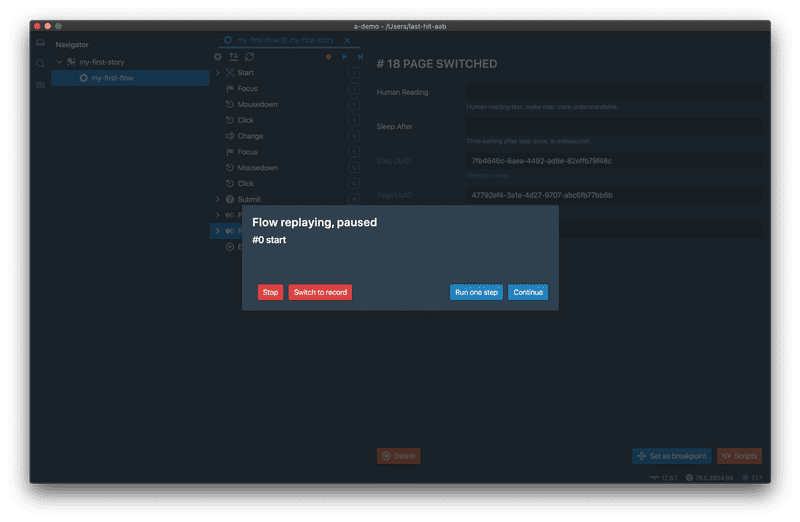 a-demo - /Users/last-hit-aab
Navigator
my-first-story
my-first-flow
my-first-flow @ my-first-story
Start
Focus
Mousedown
Click
Change
Focus
Mousedown
Click
Submit
# 18 PAGE SWITCHED
Human Reading
Human reading text, make step more understandable.
Sleep After
Time waiting after step done, in millisecond.
Step UUID
7fb4646c-6aea-4492-ad8e-82effb79f48c
Identify of step.
Page UUID
47792ef4-3a1e-4d27-9707-abc6fb77bb8b
Flow replaying, paused
#0 start
Stop
Switch to record
Run one step
Continue
Delete
Set as breakpoint
Scripts
12.8.1
78.0.3904.99
7.1.1